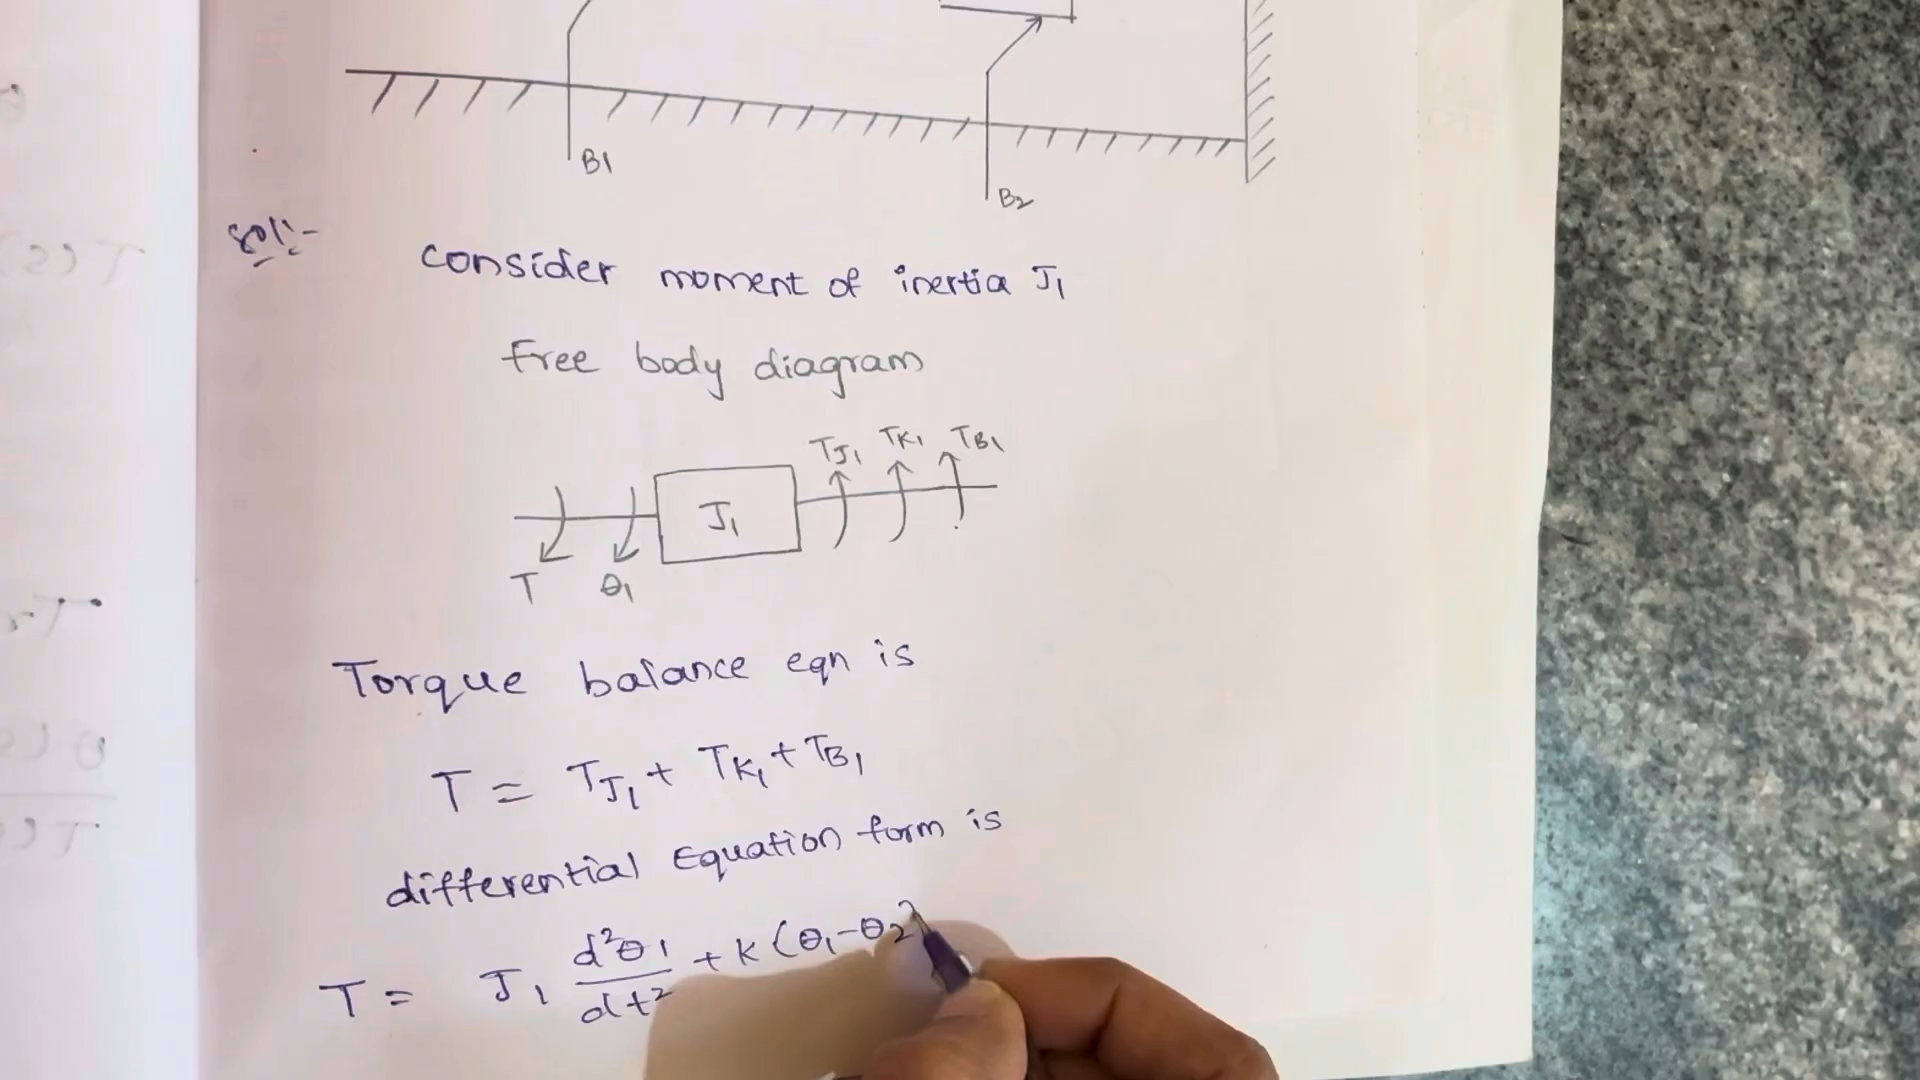 B1
B2
Sol:-
Consider moment of inertia J1
free body diagram
TJ1 TK1 TB1
J1
T θ1
Torque balance eqn is
T = TJ1 + TK1 + TB1
differential Equation form is
T = J1 d²θ1/dt² + K (θ1-θ2)